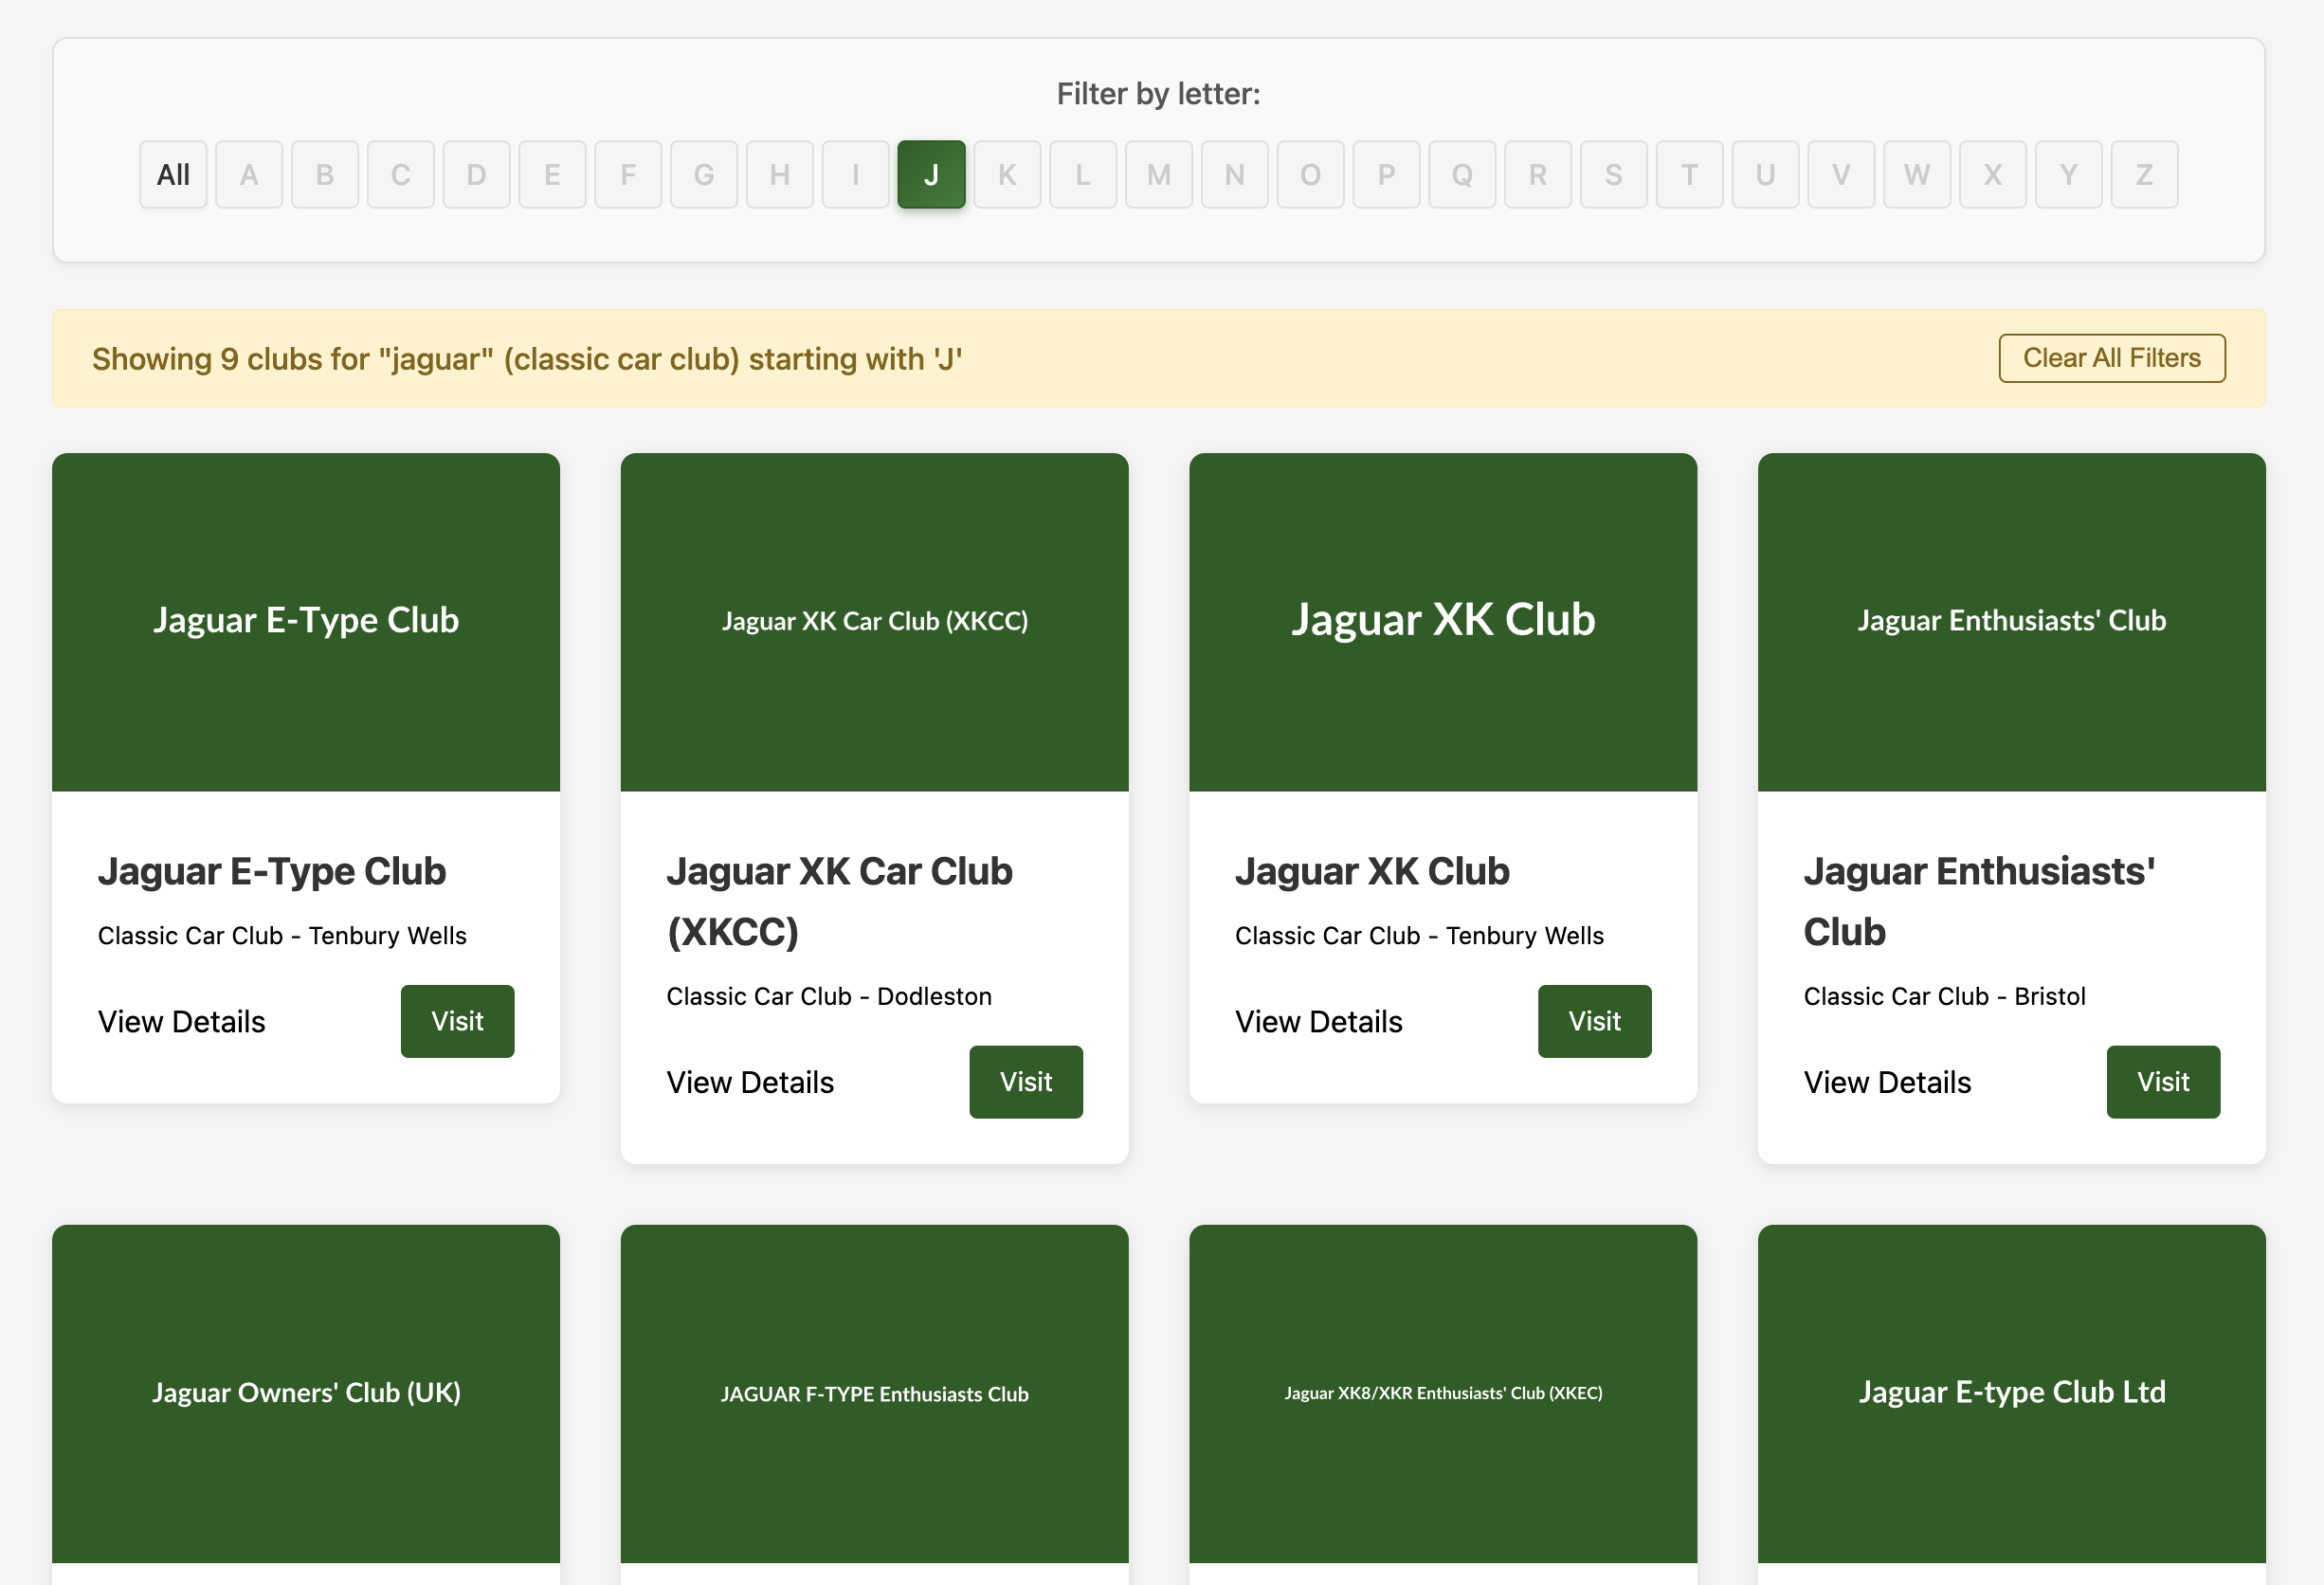 Filter by letter:
All A B C D E F G H I J K L M N O P Q R S T U V W X Y Z
Showing 9 clubs for "jaguar" (classic car club) starting with 'J'
Clear All Filters
Jaguar E-Type Club
Jaguar E-Type Club
Classic Car Club - Tenbury Wells
View Details
Visit
Jaguar XK Car Club (XKCC)
Jaguar XK Car Club
(XKCC)
Classic Car Club - Dodleston
View Details
Visit
Jaguar XK Club
Jaguar XK Club
Classic Car Club - Tenbury Wells
View Details
Visit
Jaguar Enthusiasts' Club
Jaguar Enthusiasts'
Club
Classic Car Club - Bristol
View Details
Visit
Jaguar Owners' Club (UK)
JAGUAR F-TYPE Enthusiasts Club
Jaguar XK8/XKR Enthusiasts' Club (XKEC)
Jaguar E-type Club Ltd